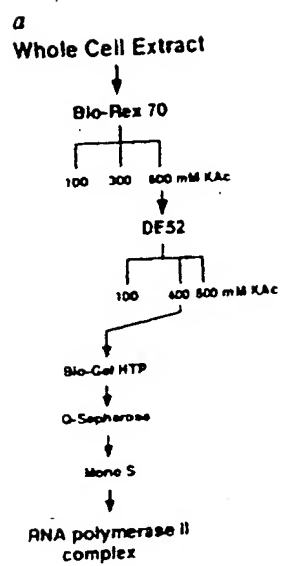 a
Whole Cell Extract
Bio-Rex 70
100 300 600 mM KAc
DE52
100 400 600 mM KAc
Bio-Gel HTP
Q-Sepharose
Mono S
RNA polymerase II
complex